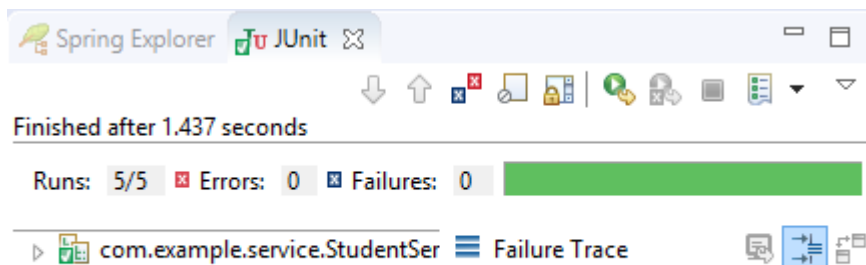 Spring Explorer JUnit
Finished after 1.437 seconds
Runs: 5/5 Errors: 0 Failures: 0
com.example.service.StudentSer Failure Trace